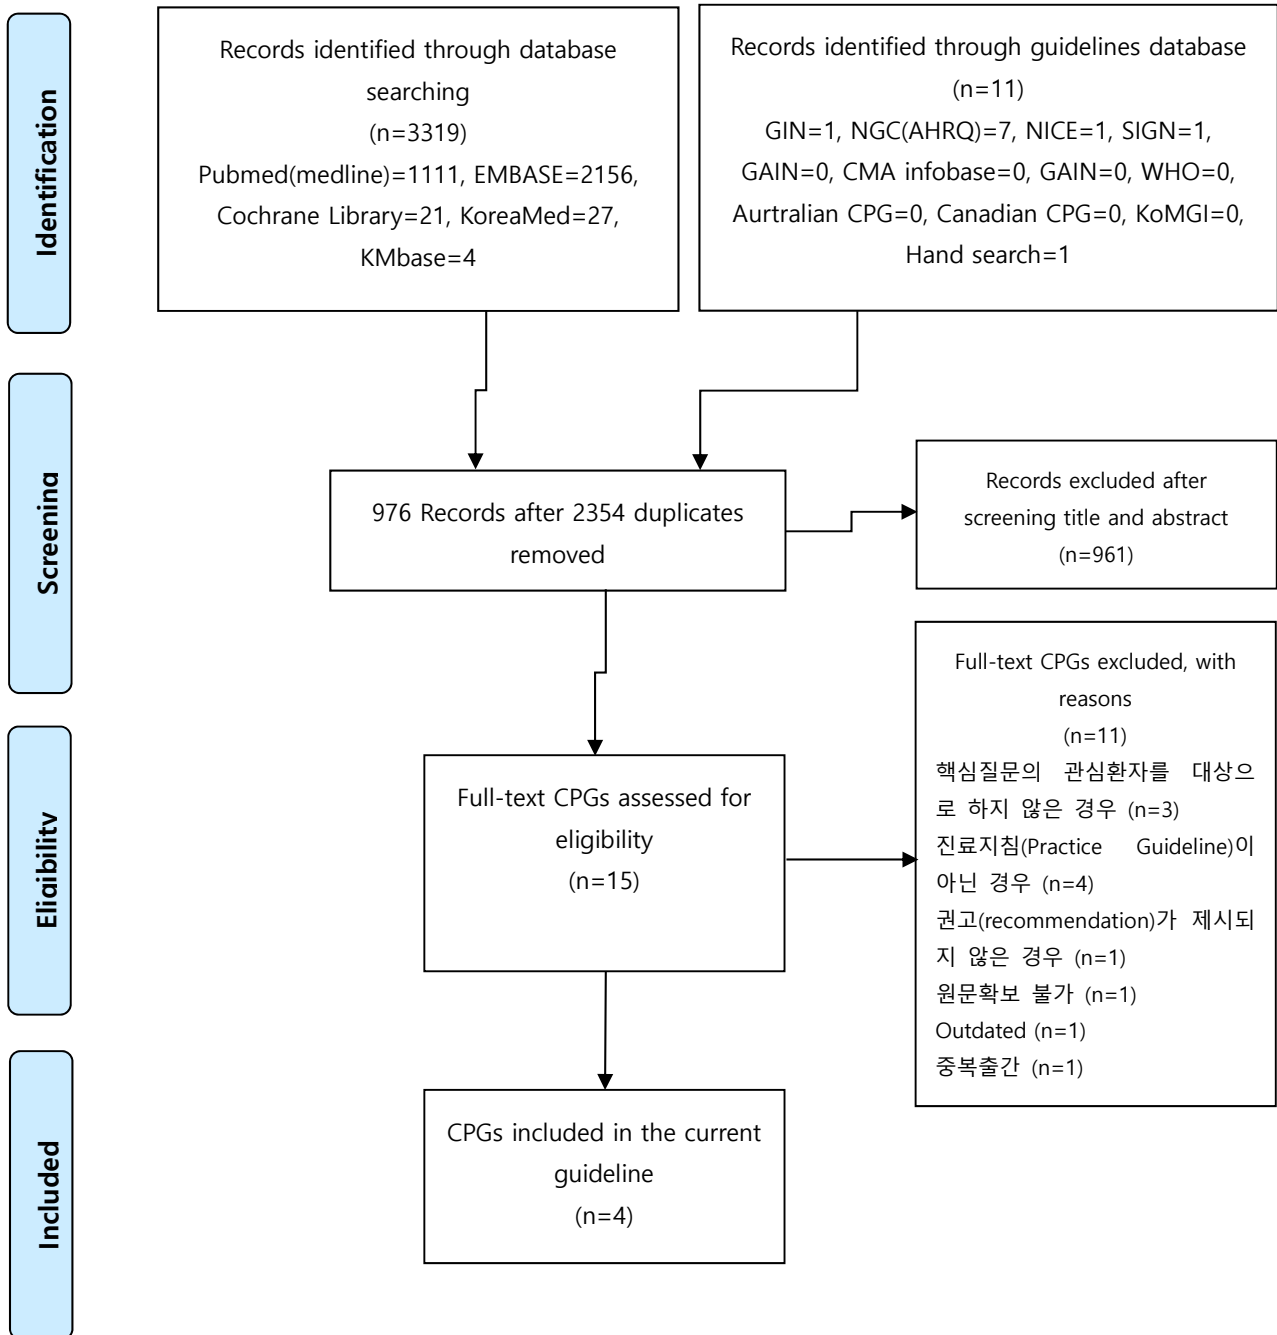 Identification
Records identified through database
searching
(n=3319)
Pubmed(medline)=1111, EMBASE=2156,
Cochrane Library=21, KoreaMed=27,
KMbase=4
Records identified through guidelines database
(n=11)
GIN=1, NGC(AHRQ)=7, NICE=1, SIGN=1,
GAIN=0, CMA infobase=0, GAIN=0, WHO=0,
Aurtralian CPG=0, Canadian CPG=0, KoMGI=0,
Hand search=1
Screening
976 Records after 2354 duplicates
removed
Records excluded after
screening title and abstract
(n=961)
Eligibility
Full-text CPGs assessed for
eligibility
(n=15)
Full-text CPGs excluded, with
reasons
(n=11)
핵심질문의 관심환자를 대상으
로 하지 않은 경우 (n=3)
진료지침(Practice Guideline)이
아닌 경우 (n=4)
권고(recommendation)가 제시되
지 않은 경우 (n=1)
원문확보 불가 (n=1)
Outdated (n=1)
중복출간 (n=1)
Included
CPGs included in the current
guideline
(n=4)